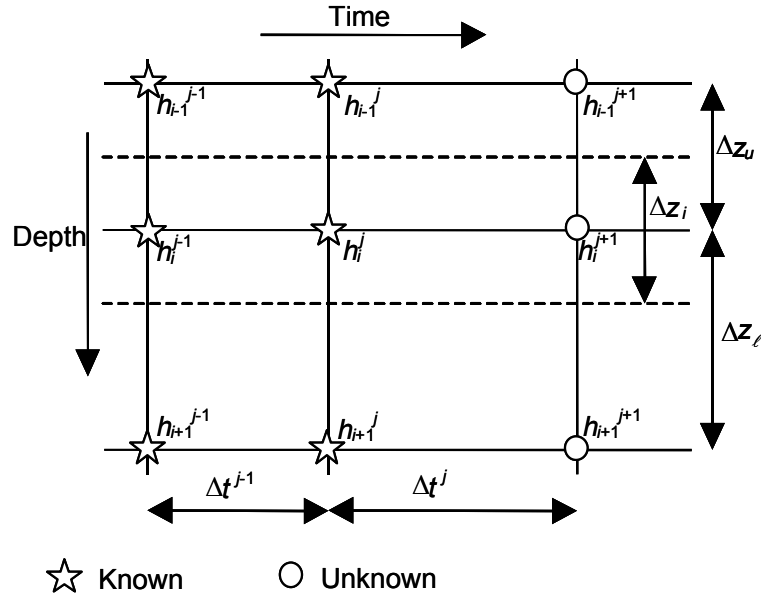 Time
h_{i-1}^{j-1} h_{i-1}^{j} h_{i-1}^{j+1}
Δz_u
Δz_i
Depth
h_i^{j-1} h_i^{j} h_i^{j+1}
Δz_ℓ
h_{i+1}^{j-1} h_{i+1}^{j} h_{i+1}^{j+1}
Δt^{j-1} Δt^{j}
Known Unknown